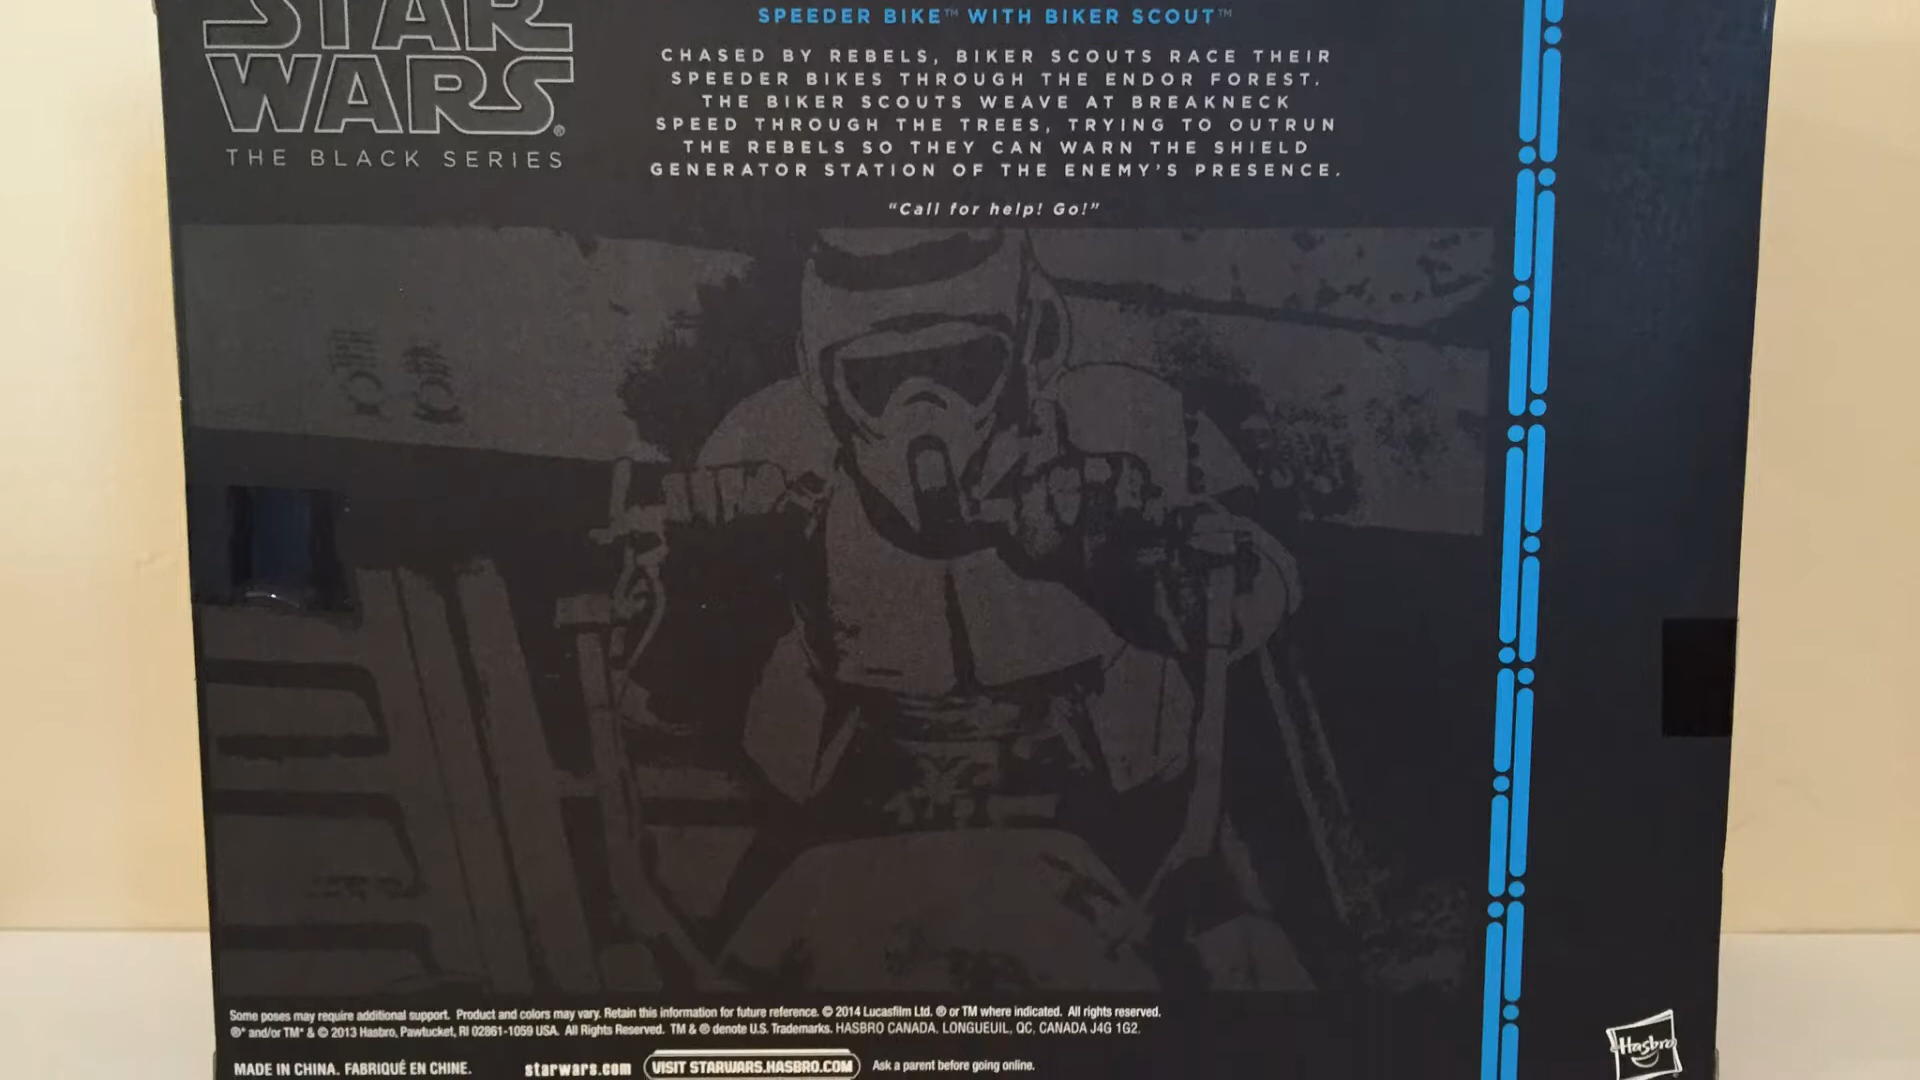 STAR
WARS®
THE BLACK SERIES
SPEEDER BIKE™ WITH BIKER SCOUT™
CHASED BY REBELS, BIKER SCOUTS RACE THEIR
SPEEDER BIKES THROUGH THE ENDOR FOREST.
THE BIKER SCOUTS WEAVE AT BREAKNECK
SPEED THROUGH THE TREES, TRYING TO OUTRUN
THE REBELS SO THEY CAN WARN THE SHIELD
GENERATOR STATION OF THE ENEMY'S PRESENCE.
"Call for help! Go!"
Some poses may require additional support. Product and colors may vary. Retain this information for future reference. © 2014 Lucasfilm Ltd. ® or TM where indicated. All rights reserved.
®* and/or TM* & © 2013 Hasbro, Pawtucket, RI 02861-1059 USA. All Rights Reserved. TM & ® denote U.S. Trademarks. HASBRO CANADA. LONGUEUIL, QC, CANADA J4G 1G2.
MADE IN CHINA. FABRIQUÉ EN CHINE.
starwars.com
VISIT STARWARS.HASBRO.COM
Ask a parent before going online.
Hasbro